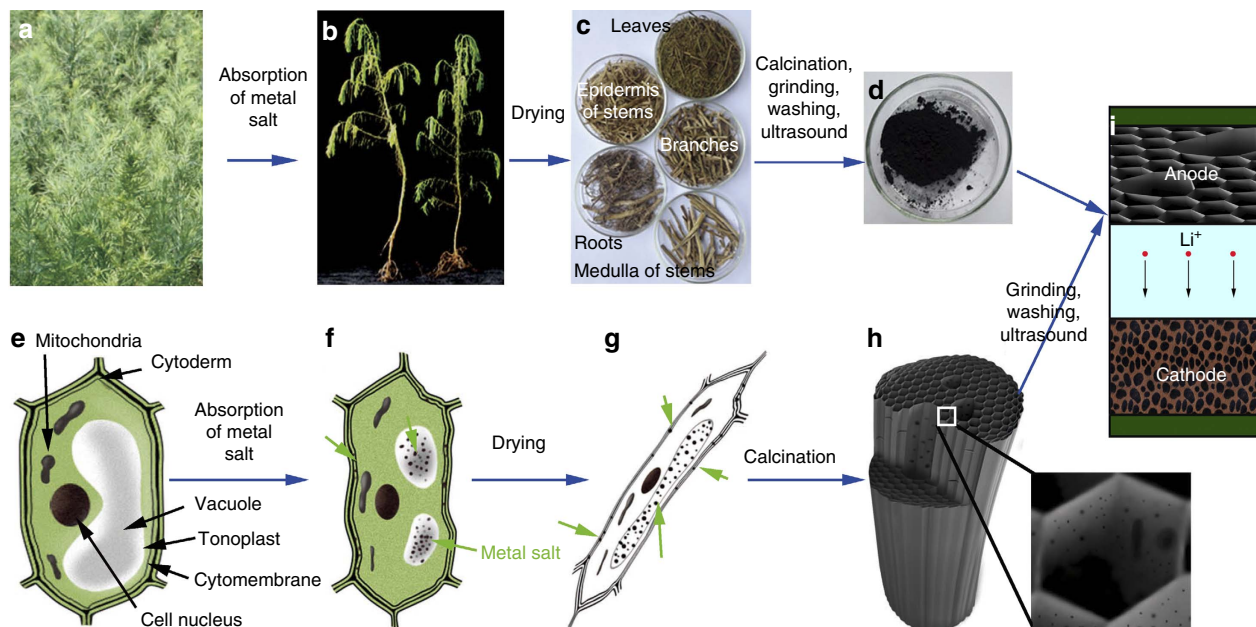 a
Absorption
of metal
salt
b
Drying
c
Leaves
Epidermis
of stems
Branches
Roots
Medulla of stems
Calcination,
grinding,
washing,
ultrasound
d
i
Anode
Li+
Cathode
Grinding,
washing,
ultrasound
e
Mitochondria
Cytoderm
Vacuole
Tonoplast
Cytomembrane
Cell nucleus
Absorption
of metal
salt
f
Metal salt
Drying
g
Calcination
h